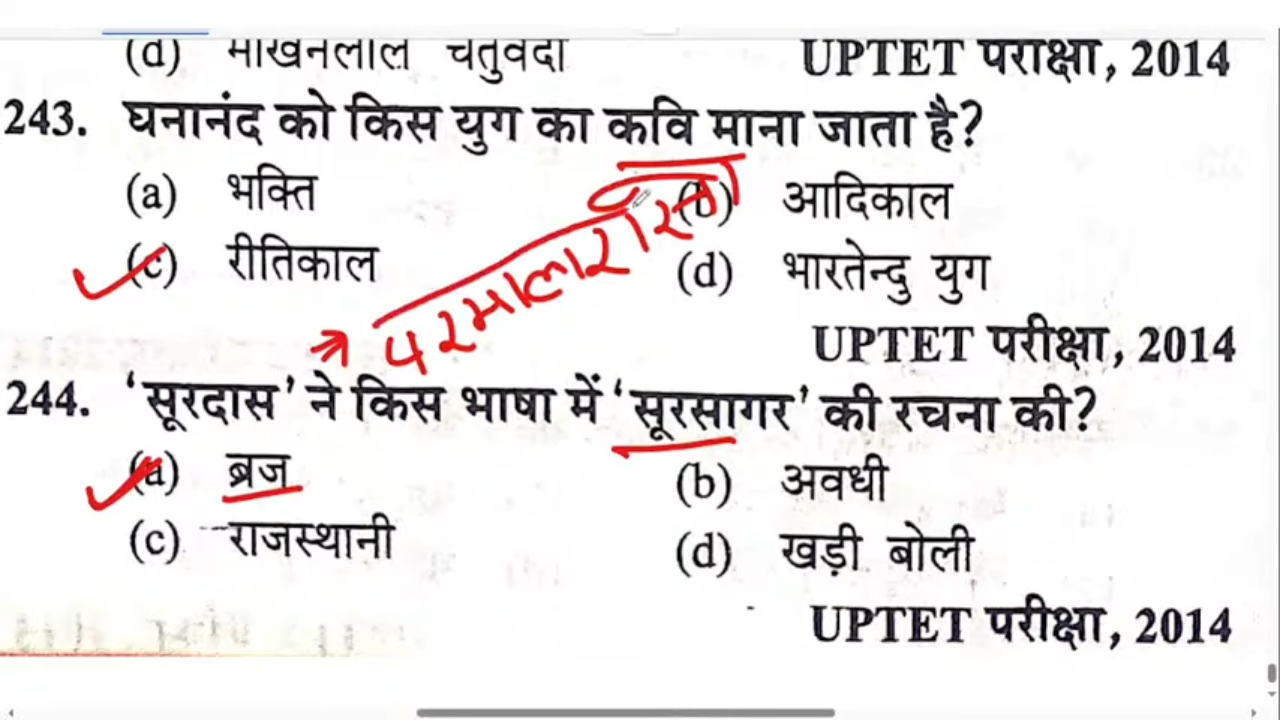 (d) माखनलाल चतुर्वेदी UPTET परीक्षा, 2014
243. घनानंद को किस युग का कवि माना जाता है?
(a) भक्ति (b) आदिकाल
(c) रीतिकाल (d) भारतेन्दु युग
परमाल रासो
UPTET परीक्षा, 2014
244. ‘सूरदास’ ने किस भाषा में ‘सूरसागर’ की रचना की?
(a) ब्रज (b) अवधी
(c) राजस्थानी (d) खड़ी बोली
UPTET परीक्षा, 2014